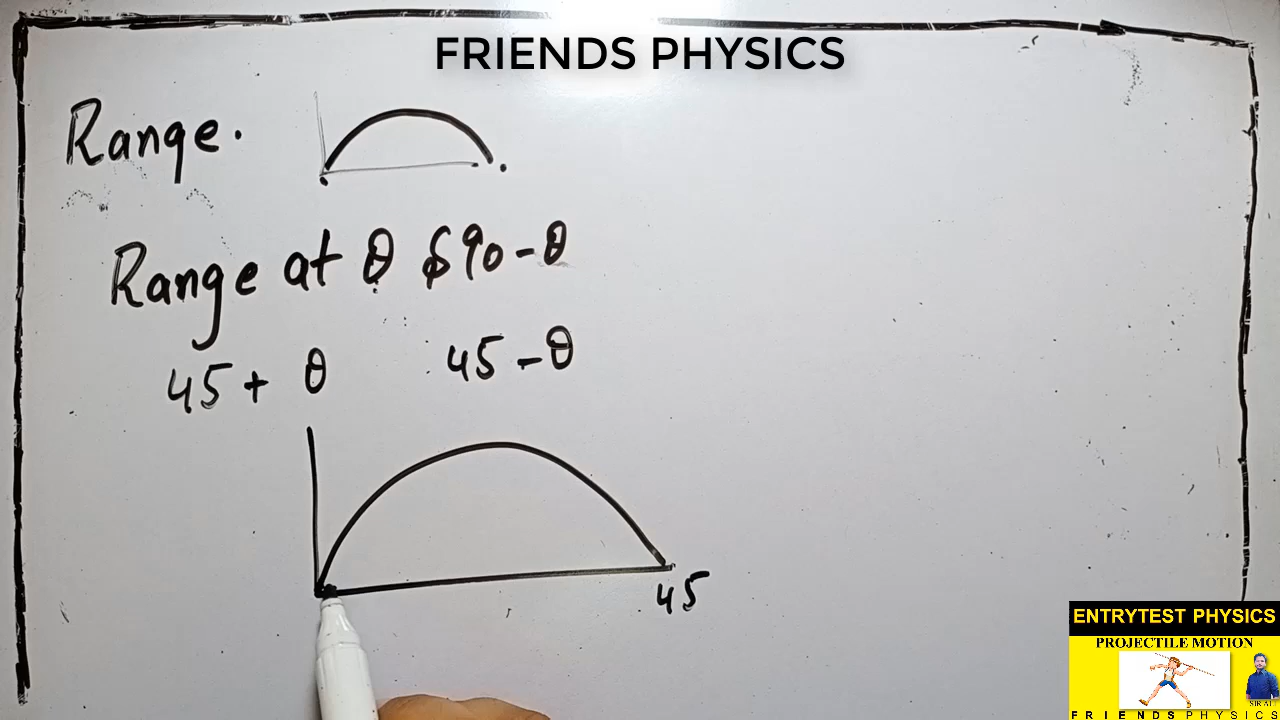 FRIENDS PHYSICS
Range.
Range at θ & 90-θ
45+ θ 45-θ
45
ENTRYTEST PHYSICS
PROJECTILE MOTION
FRIENDS PHYSICS